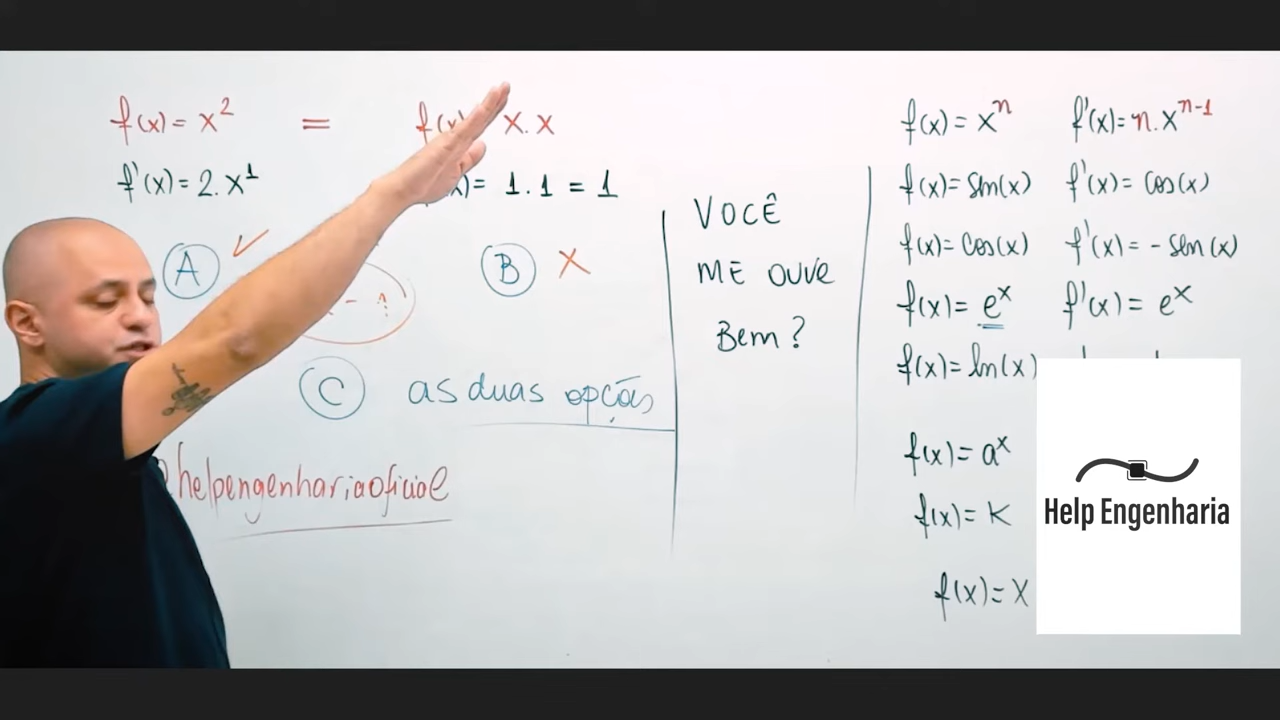 f(x) = x² = f(x) x.x
f'(x) = 2.x¹ x) = 1.1 = 1
A ✓ B X
C as duas opções
helpengenhariaoficial
VOCÊ
ME OUVE
Bem?
f(x) = xⁿ f'(x) = n.xⁿ⁻¹
f(x) = sen(x) f'(x) = cos(x)
f(x) = cos(x) f'(x) = - sen(x)
f(x) = eˣ f'(x) = eˣ
f(x) = ln(x)
f(x) = aˣ
f(x) = K
f(x) = X
Help Engenharia